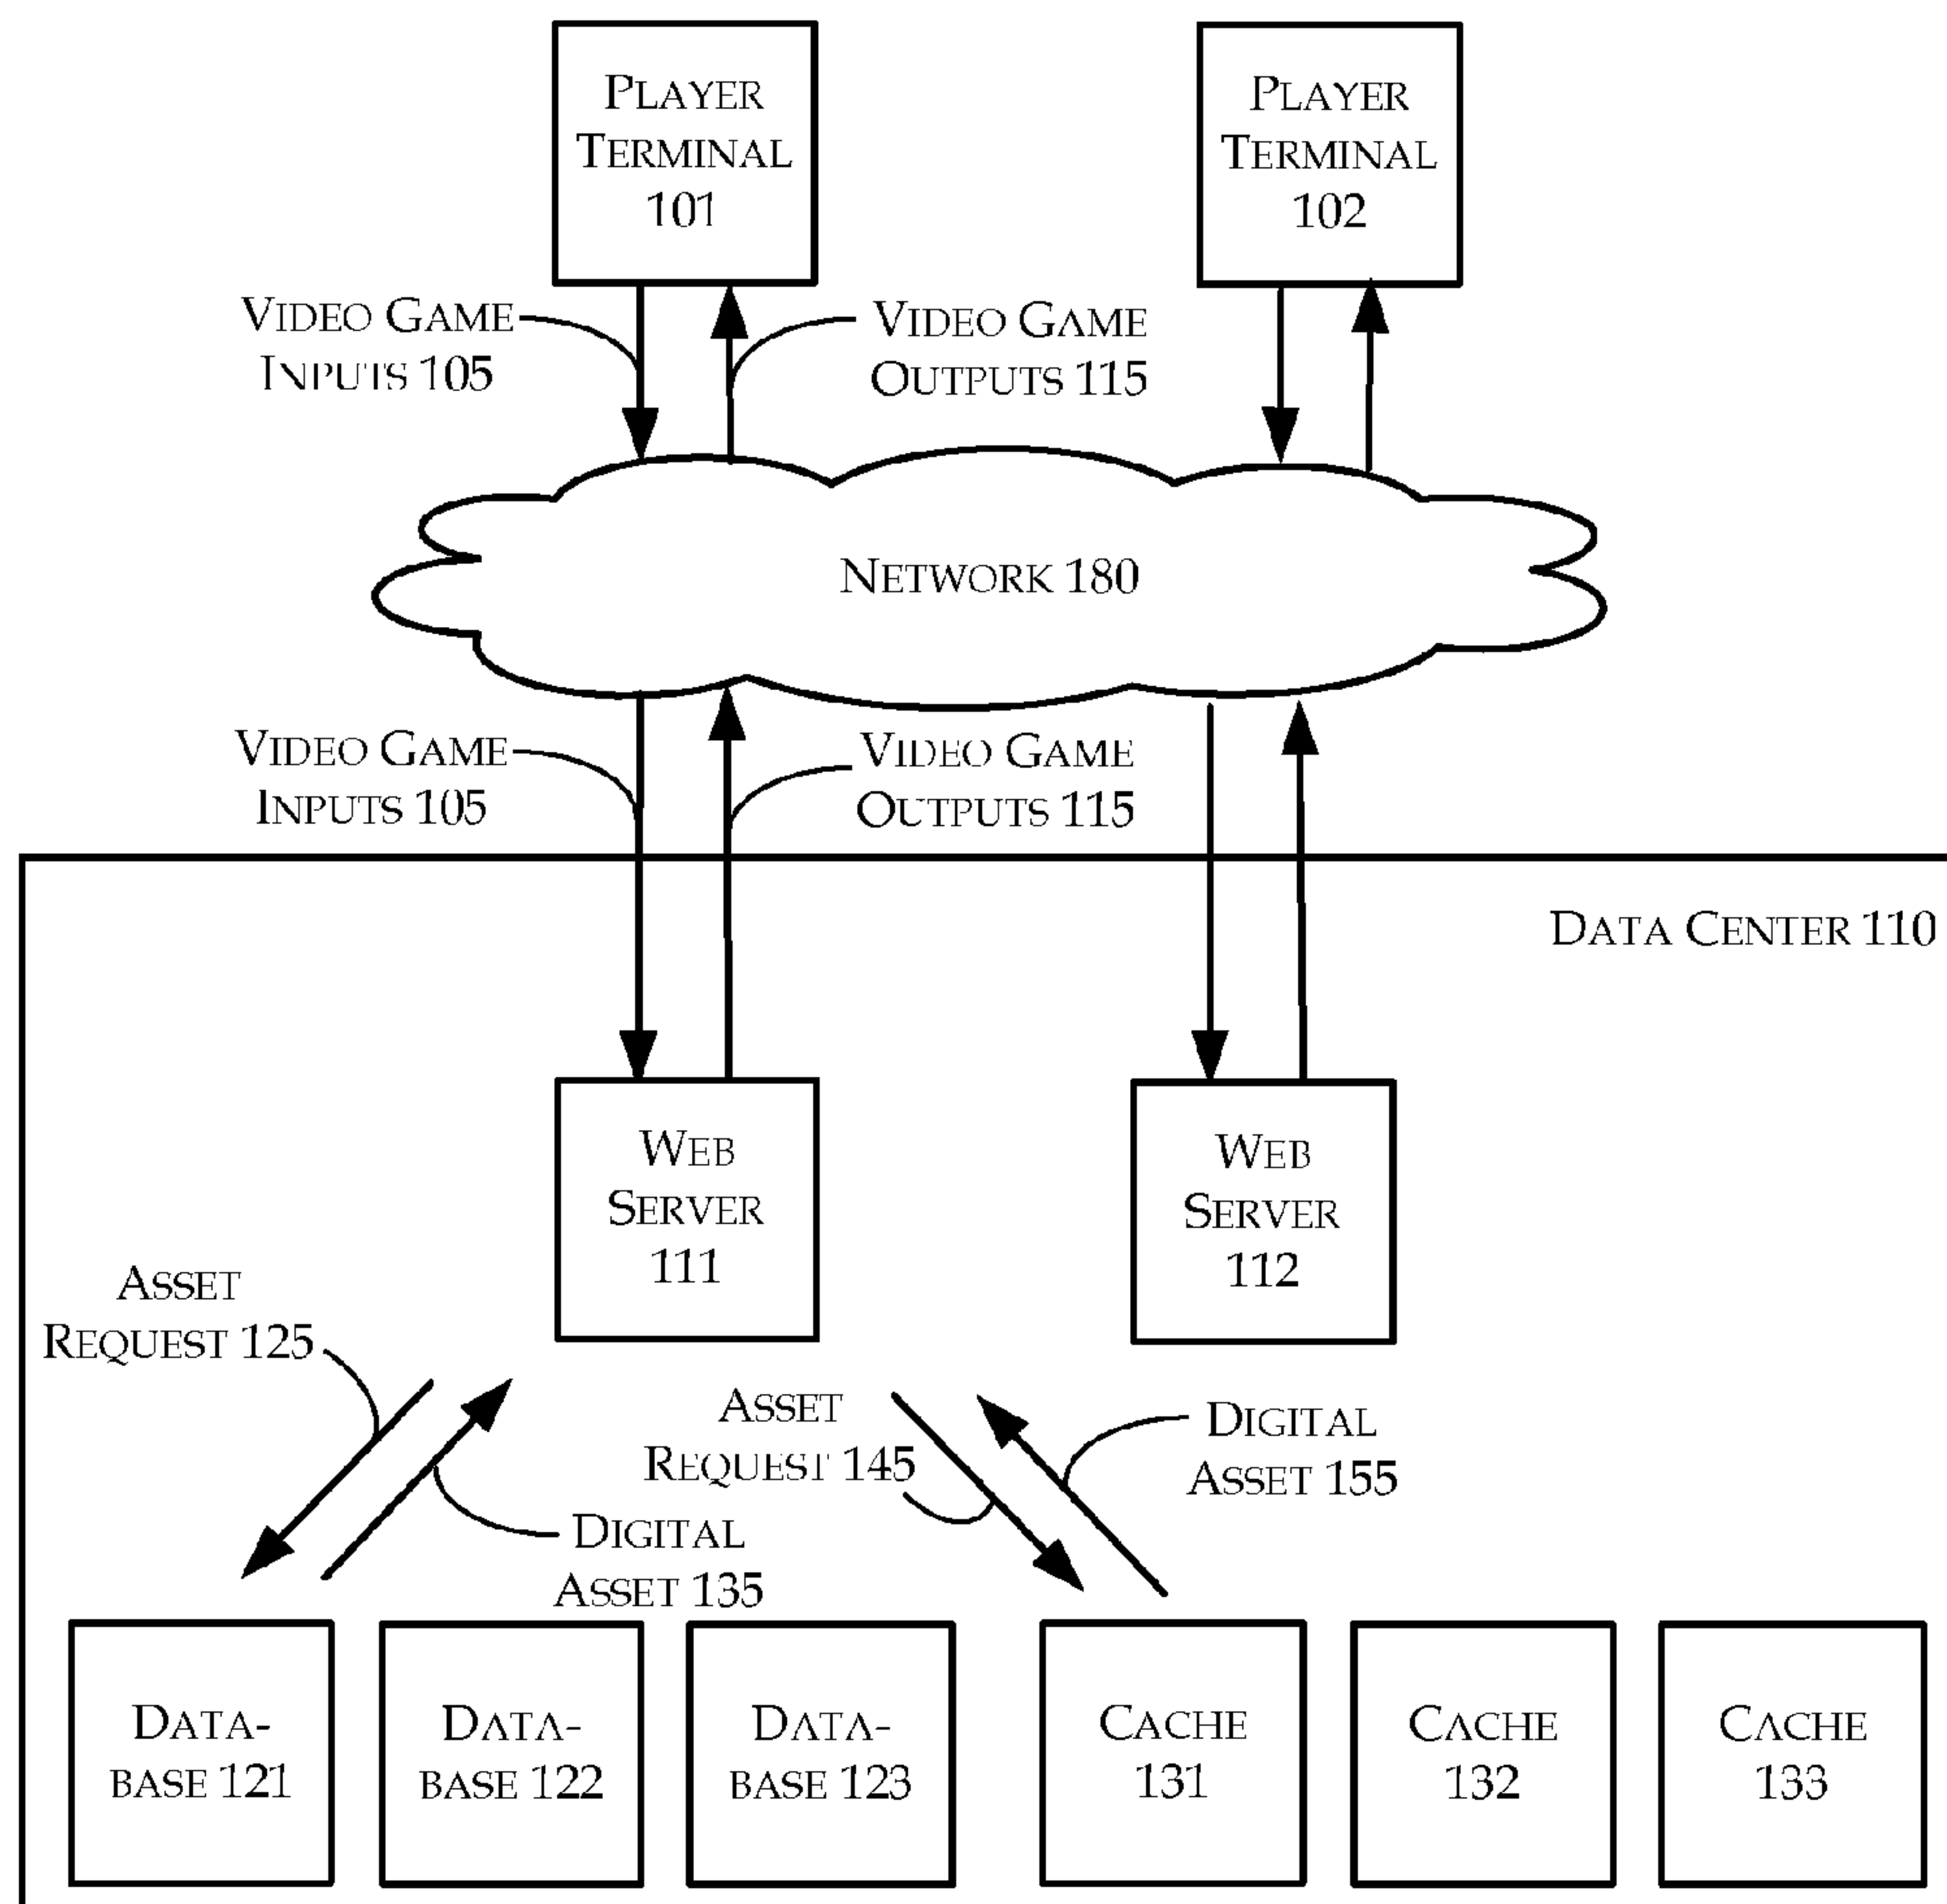 PLAYER
TERMINAL
101
PLAYER
TERMINAL
102
VIDEO GAME
INPUTS 105
VIDEO GAME
OUTPUTS 115
NETWORK 180
VIDEO GAME
INPUTS 105
VIDEO GAME
OUTPUTS 115
DATA CENTER 110
WEB
SERVER
111
WEB
SERVER
112
ASSET
REQUEST 125
ASSET
REQUEST 145
DIGITAL
ASSET 155
DIGITAL
ASSET 135
DATA-
BASE 121
DATA-
BASE 122
DATA-
BASE 123
CACHE
131
CACHE
132
CACHE
133